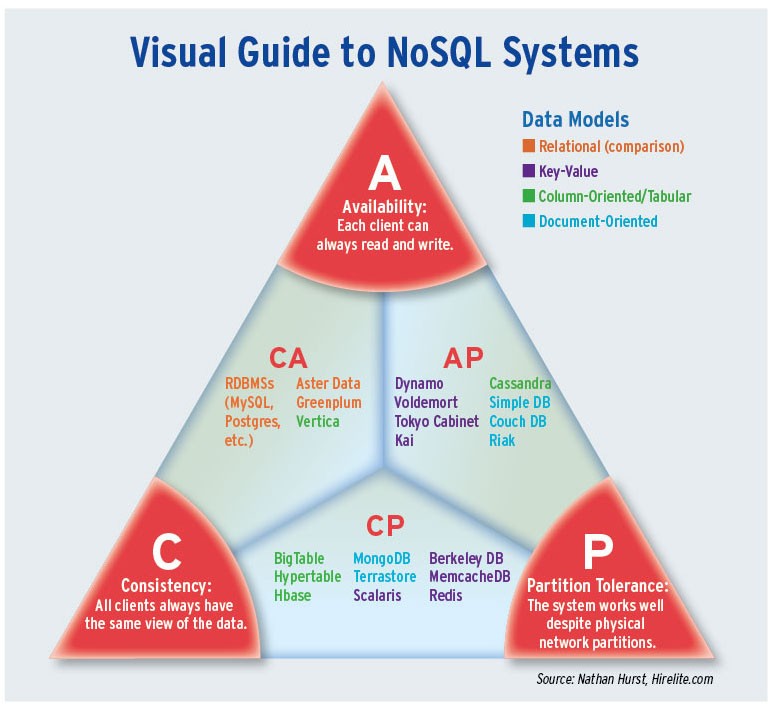 Visual Guide to NoSQL Systems
Data Models
Relational (comparison)
Key-Value
Column-Oriented/Tabular
Document-Oriented
A
Availability:
Each client can
always read and write.
CA
RDBMSs
(MySQL,
Postgres,
etc.)
Aster Data
Greenplum
Vertica
AP
Dynamo
Voldemort
Tokyo Cabinet
Kai
Cassandra
Simple DB
Couch DB
Riak
C
Consistency:
All clients always have
the same view of the data.
CP
BigTable
Hypertable
Hbase
MongoDB
Terrastore
Scalaris
Berkeley DB
MemcacheDB
Redis
P
Partition Tolerance:
The system works well
despite physical
network partitions.
Source: Nathan Hurst, Hirelite.com